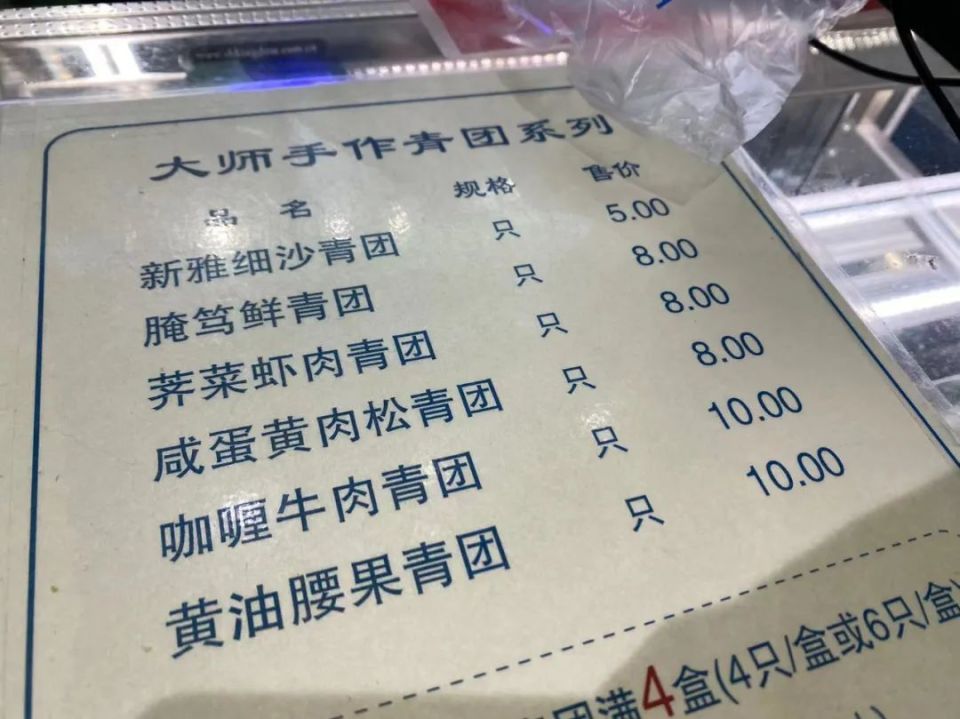 大师手作青团系列
品名 规格 售价
新雅细沙青团 只 5.00
腌笃鲜青团 只 8.00
荠菜虾肉青团 只 8.00
咸蛋黄肉松青团 只 8.00
咖喱牛肉青团 只 10.00
黄油腰果青团 只 10.00
团满4盒(4只/盒或6只/盒)